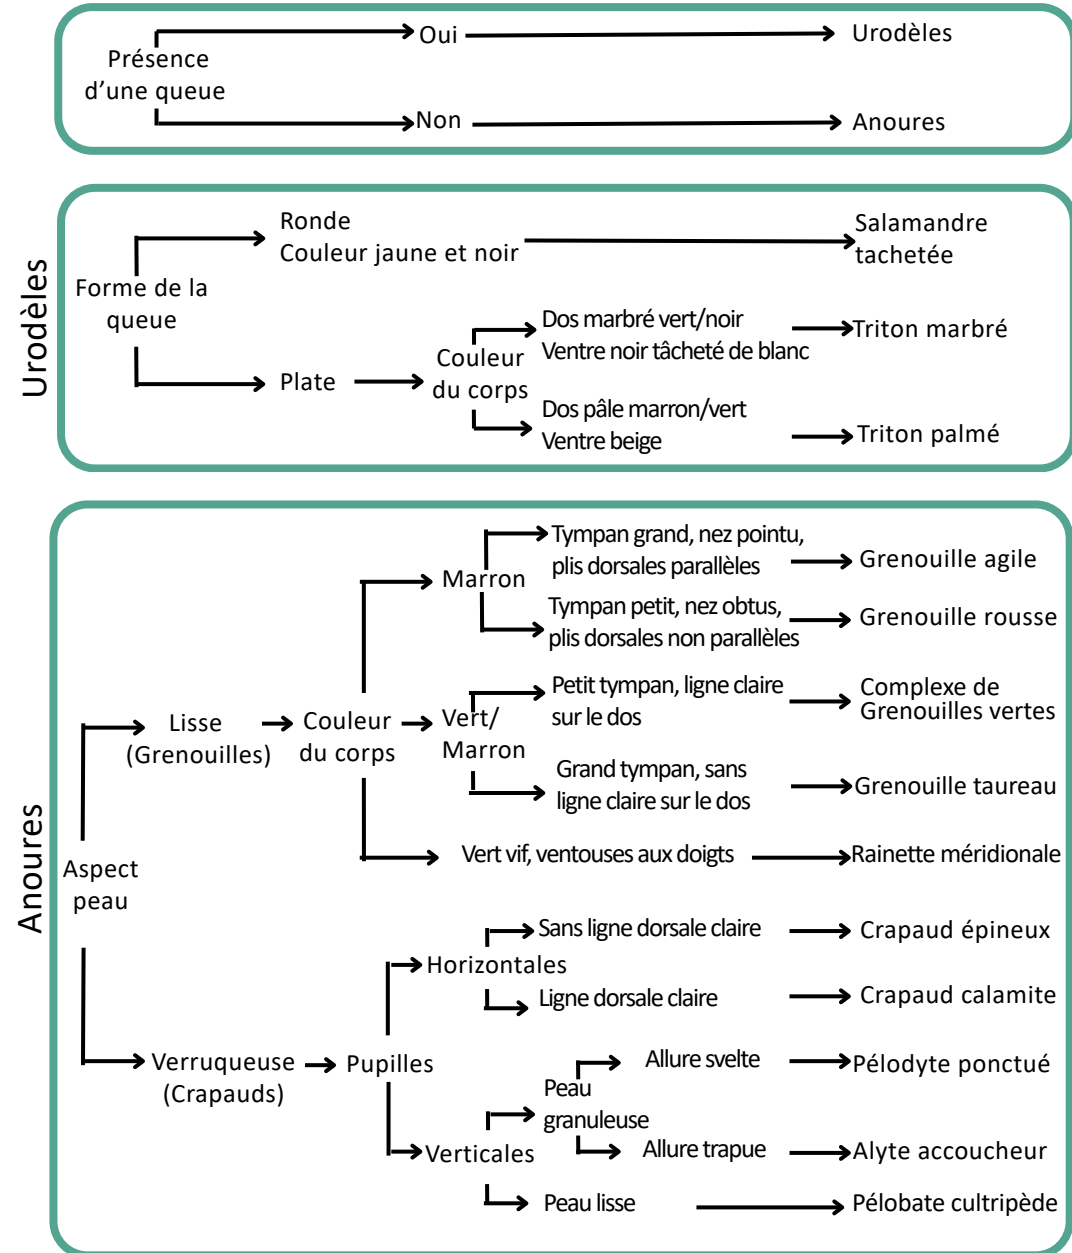 Présence
d’une queue
Oui
Urodèles
Non
Anoures
Urodèles
Forme de la
queue
Ronde
Couleur jaune et noir
Salamandre
tachetée
Plate
Couleur
du corps
Dos marbré vert/noir
Ventre noir tâcheté de blanc
Triton marbré
Dos pâle marron/vert
Ventre beige
Triton palmé
Anoures
Aspect
peau
Lisse
(Grenouilles)
Couleur
du corps
Marron
Tympan grand, nez pointu,
plis dorsales parallèles
Grenouille agile
Tympan petit, nez obtus,
plis dorsales non parallèles
Grenouille rousse
Vert/
Marron
Petit tympan, ligne claire
sur le dos
Complexe de
Grenouilles vertes
Grand tympan, sans
ligne claire sur le dos
Grenouille taureau
Vert vif, ventouses aux doigts
Rainette méridionale
Verruqueuse
(Crapauds)
Pupilles
Horizontales
Sans ligne dorsale claire
Crapaud épineux
Ligne dorsale claire
Crapaud calamite
Verticales
Peau
granuleuse
Allure svelte
Pélodyte ponctué
Allure trapue
Alyte accoucheur
Peau lisse
Pélobate cultripède